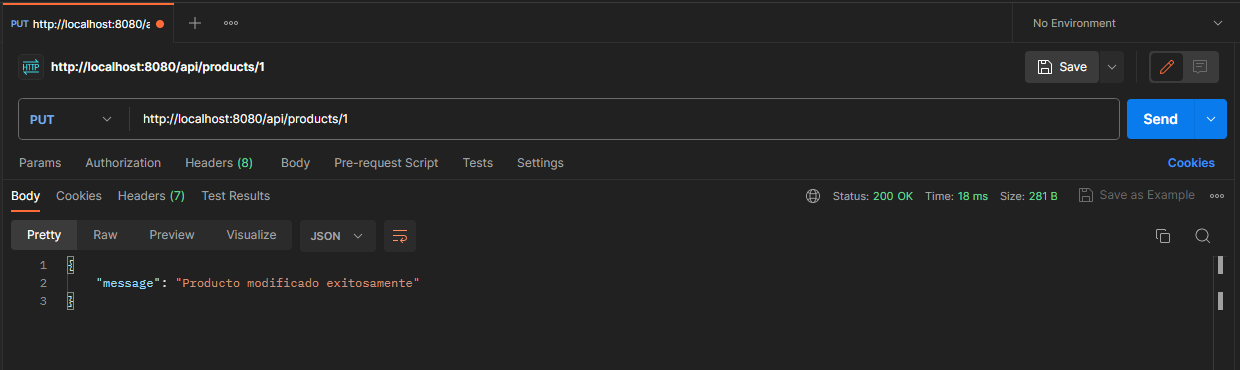 PUT http://localhost:8080/a
No Environment
HTTP http://localhost:8080/api/products/1
Save
PUT http://localhost:8080/api/products/1
Send
Params Authorization Headers (8) Body Pre-request Script Tests Settings Cookies
Body Cookies Headers (7) Test Results Status: 200 OK Time: 18 ms Size: 281 B Save as Example
Pretty Raw Preview Visualize JSON
1 {
2 "message": "Producto modificado exitosamente"
3 }